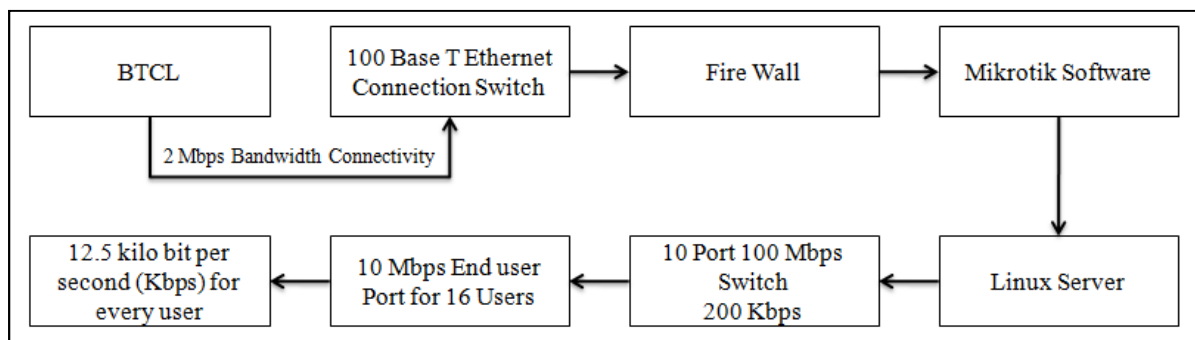 BTCL
100 Base T Ethernet
Connection Switch
Fire Wall
Mikrotik Software
2 Mbps Bandwidth Connectivity
12.5 kilo bit per
second (Kbps) for
every user
10 Mbps End user
Port for 16 Users
10 Port 100 Mbps
Switch
200 Kbps
Linux Server